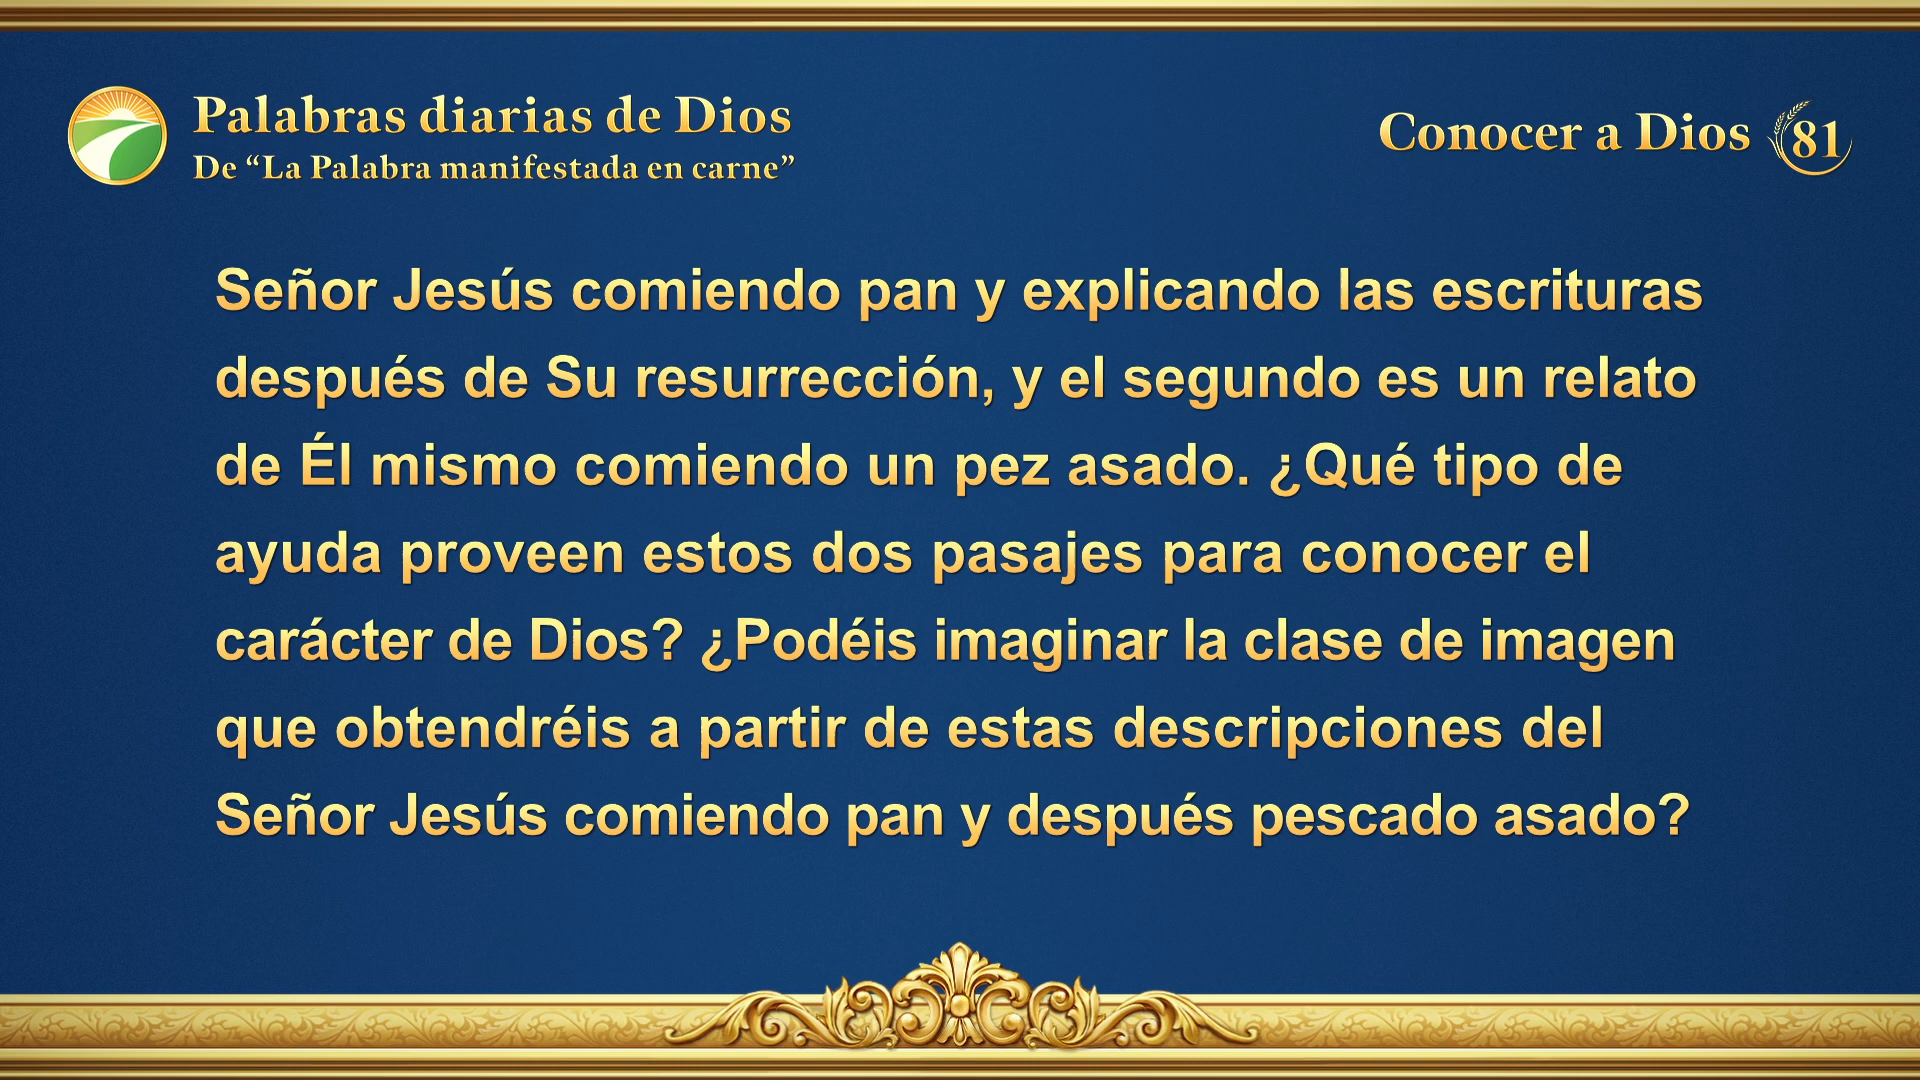 Palabras diarias de Dios
De “La Palabra manifestada en carne”
Conocer a Dios 81
Señor Jesús comiendo pan y explicando las escrituras
después de Su resurrección, y el segundo es un relato
de Él mismo comiendo un pez asado. ¿Qué tipo de
ayuda proveen estos dos pasajes para conocer el
carácter de Dios? ¿Podéis imaginar la clase de imagen
que obtendréis a partir de estas descripciones del
Señor Jesús comiendo pan y después pescado asado?